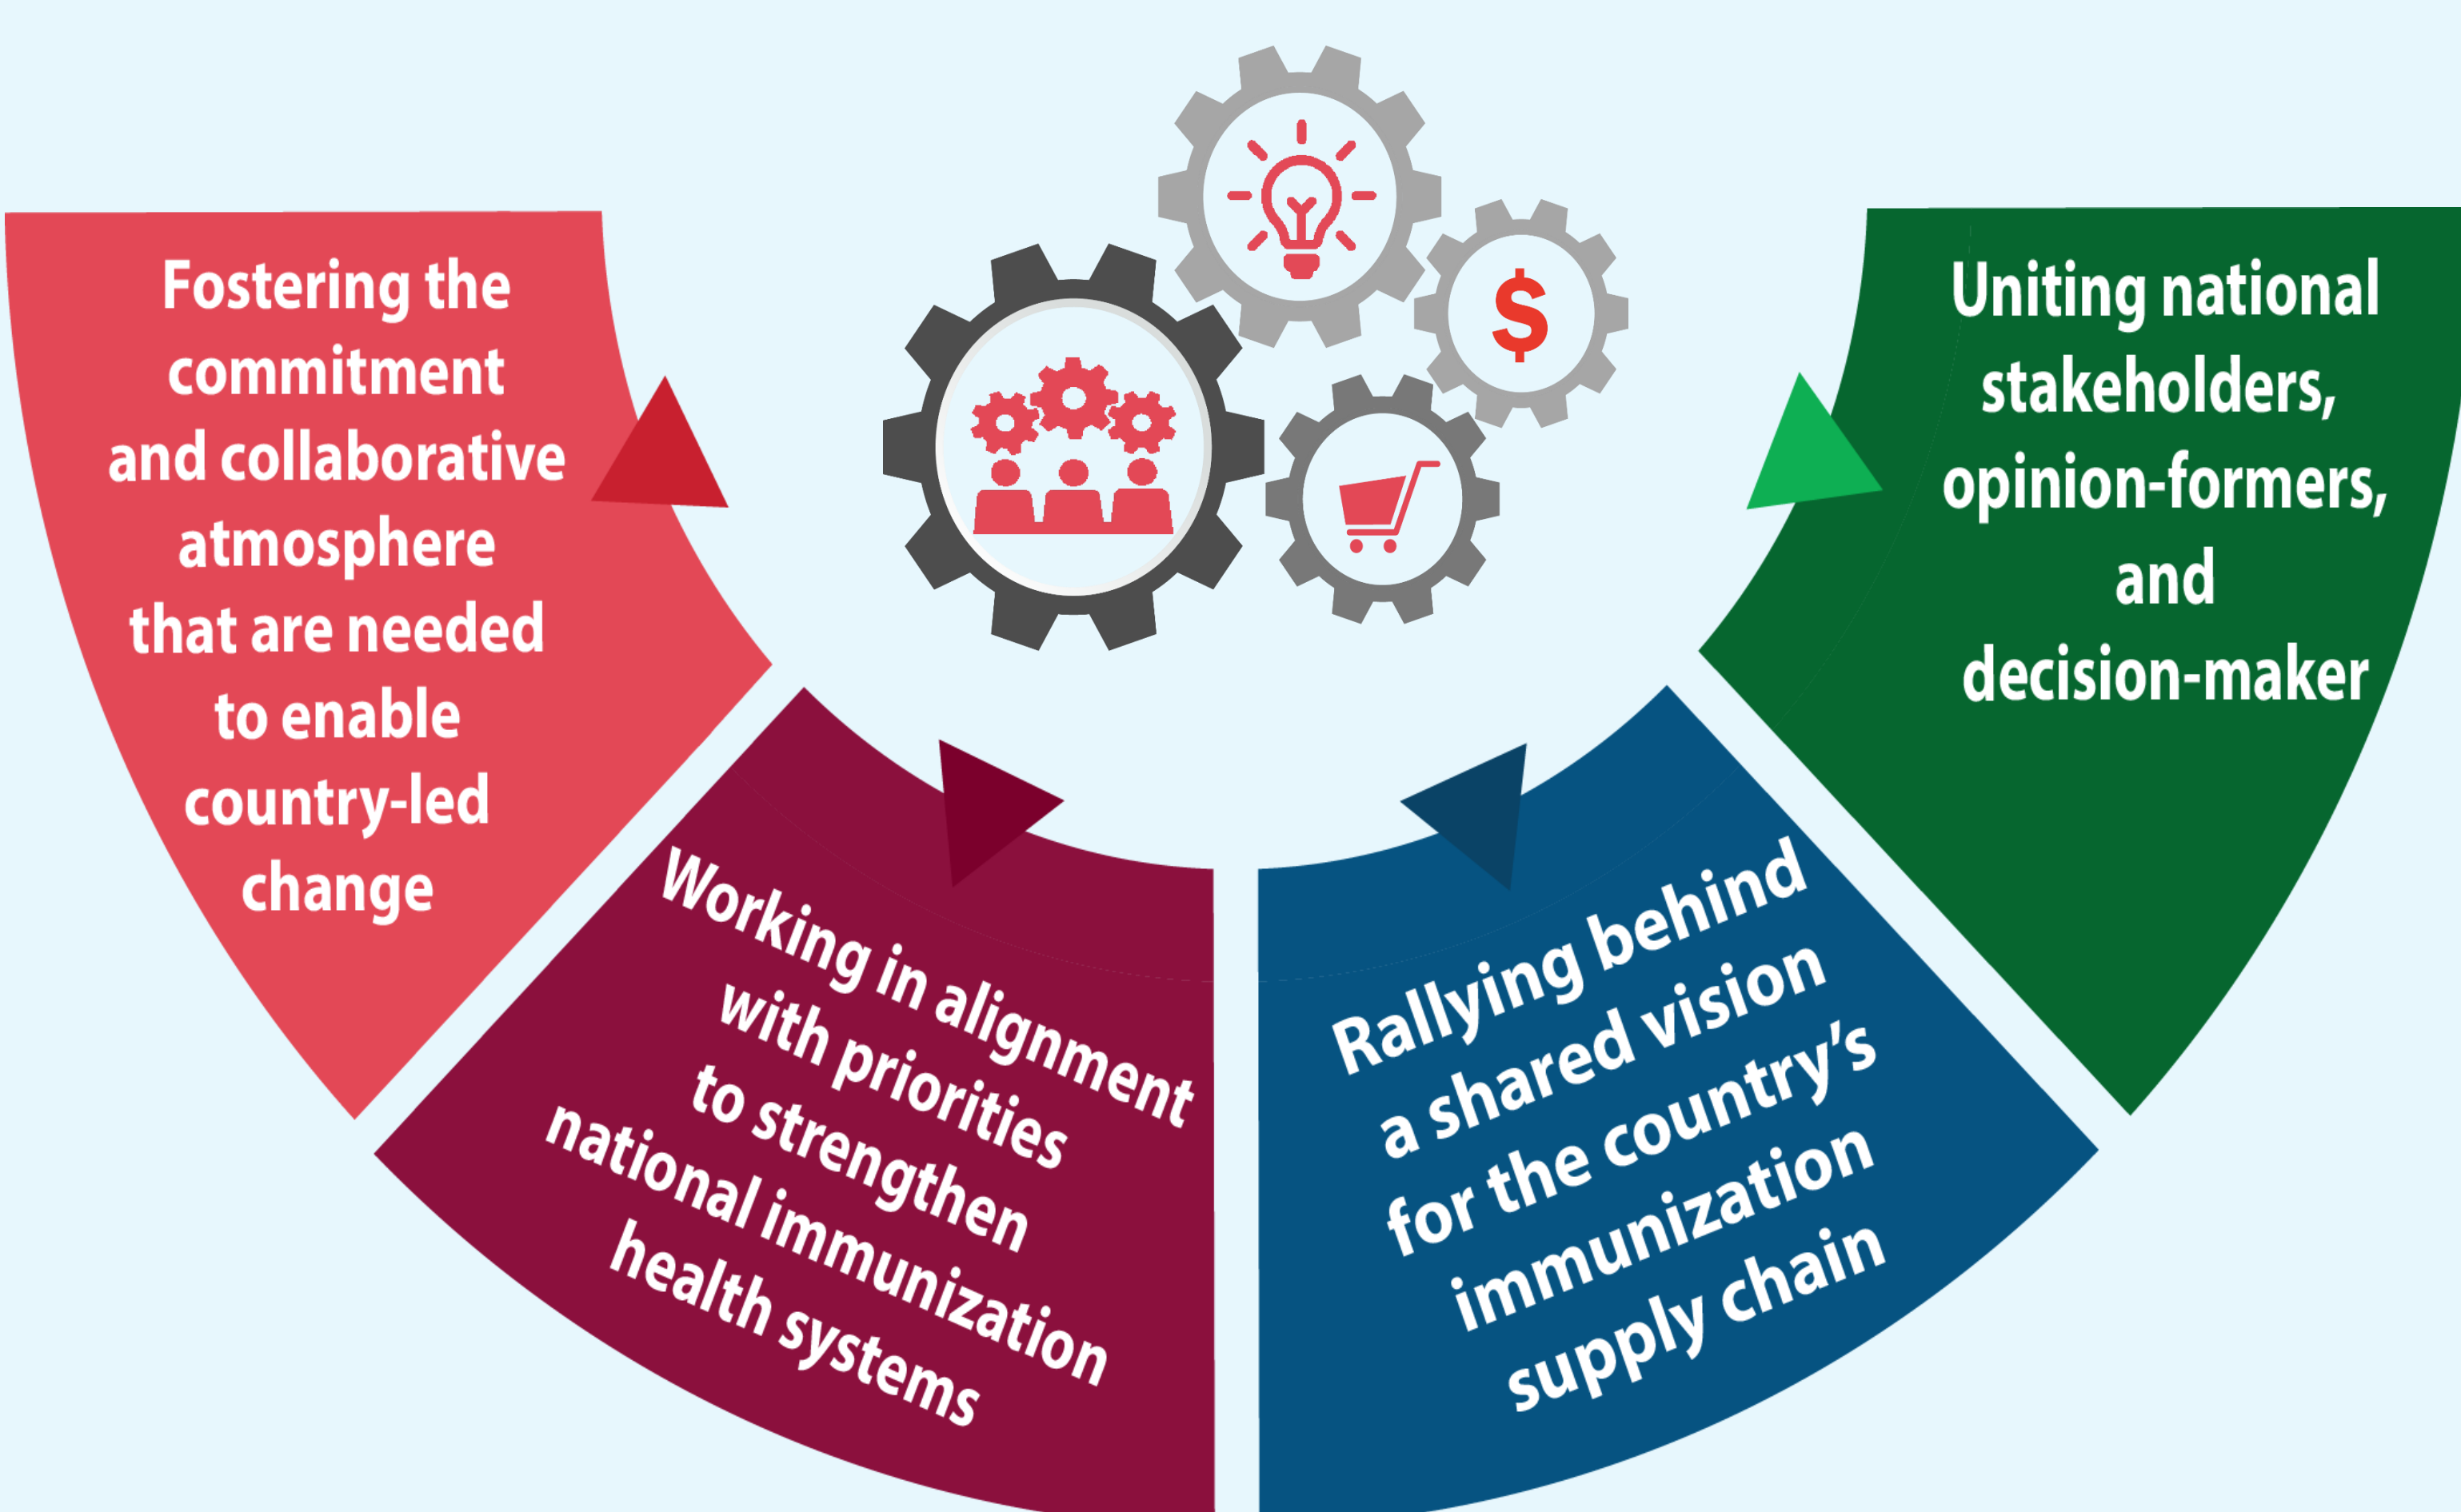 Fostering the
commitment
and collaborative
atmosphere
that are needed
to enable
country-led
change
Working in alignment
with priorities
to strengthen
national immunization
health systems
Rallying behind
a shared vision
for the country's
immunization
supply chain
Uniting national
stakeholders,
opinion-formers,
and
decision-maker
$